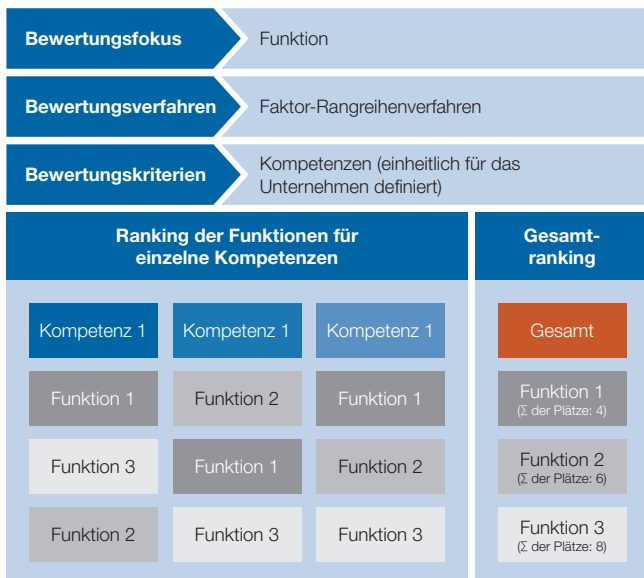 Bewertungsfokus
Funktion
Bewertungsverfahren
Faktor-Rangreihenverfahren
Bewertungskriterien
Kompetenzen (einheitlich für das
Unternehmen definiert)
Ranking der Funktionen für
einzelne Kompetenzen
Gesamt-
ranking
Kompetenz 1
Kompetenz 1
Kompetenz 1
Gesamt
Funktion 1
Funktion 2
Funktion 1
Funktion 1
(Σ der Plätze: 4)
Funktion 3
Funktion 1
Funktion 2
Funktion 2
(Σ der Plätze: 6)
Funktion 2
Funktion 3
Funktion 3
Funktion 3
(Σ der Plätze: 8)